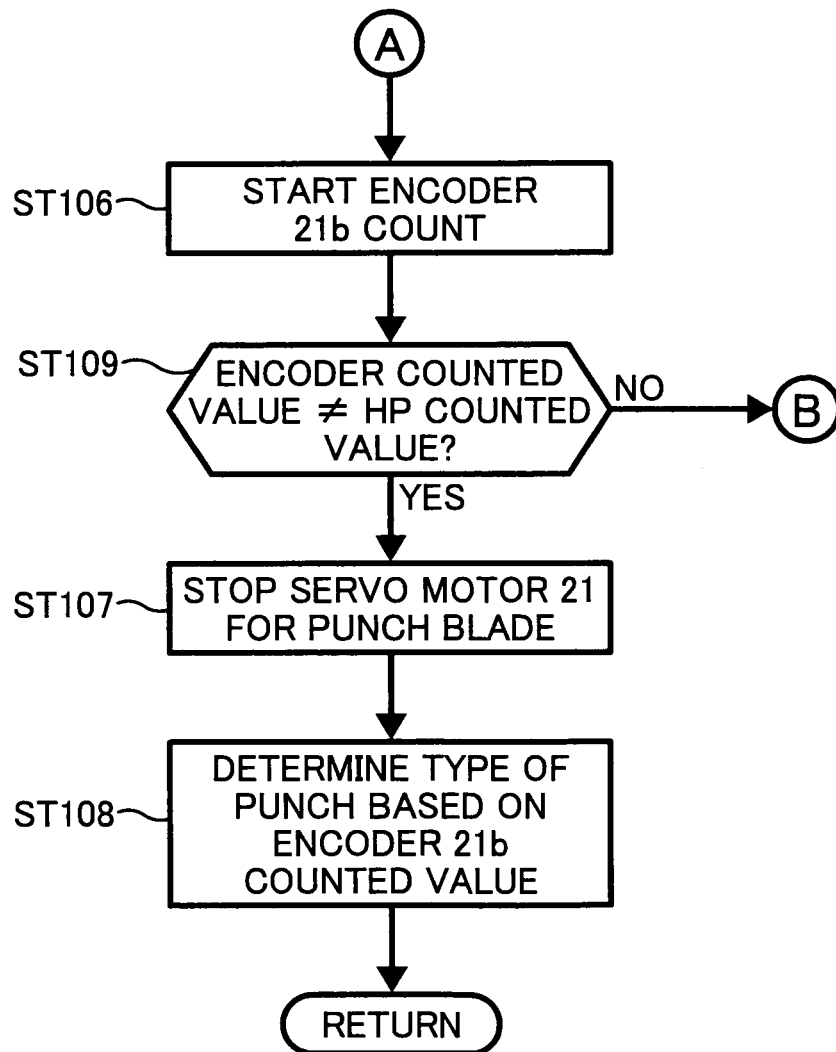 A
ST106
START ENCODER
21b COUNT
ST109
ENCODER COUNTED
VALUE ≠ HP COUNTED
VALUE?
NO
B
YES
ST107
STOP SERVO MOTOR 21
FOR PUNCH BLADE
ST108
DETERMINE TYPE OF
PUNCH BASED ON
ENCODER 21b
COUNTED VALUE
RETURN